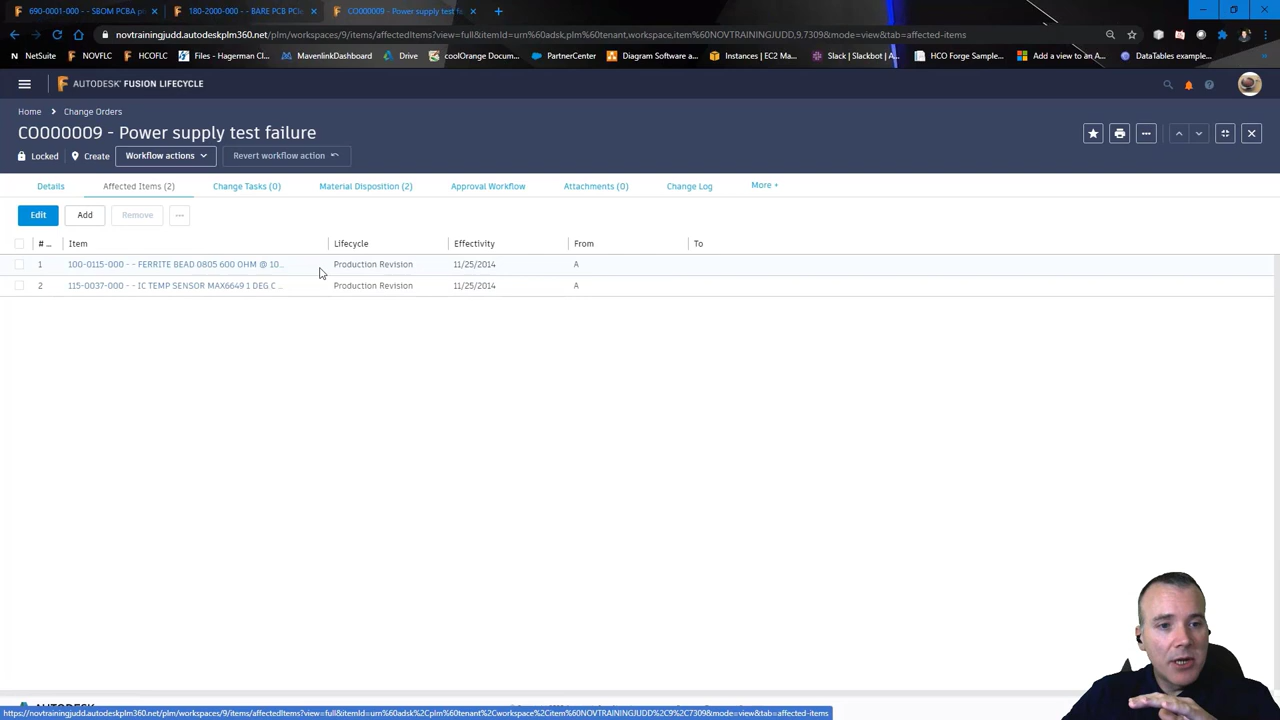 690-0001-000 - - SBOM PCBA
180-2000-000 - - BARE PCB PCIe
CO000009 - Power supply test fa
novtrainingjudd.autodeskplm360.net/plm/workspaces/9/items/affectedItems?view=full&itemId=urn%60adsk,plm%60tenant,workspace,item%60NOVTRAININGJUDD,9,7309&mode=view&tab=affected-items
NetSuite
NOVFLC
HCOFLC
Files - Hagerman Cl...
MavenlinkDashboard
Drive
coolOrange Docum...
PartnerCenter
Diagram Software a...
Instances | EC2 Ma...
Slack | Slackbot | A...
HCO Forge Sample...
Add a view to an A...
DataTables example...
AUTODESK® FUSION LIFECYCLE
Home > Change Orders
CO000009 - Power supply test failure
Locked Create Workflow actions Revert workflow action
Details Affected Items (2) Change Tasks (0) Material Disposition (2) Approval Workflow Attachments (0) Change Log More +
Edit Add Remove ...
# ... Item Lifecycle Effectivity From To
1 100-0115-000 - - FERRITE BEAD 0805 600 OHM @ 10... Production Revision 11/25/2014 A
2 115-0037-000 - - IC TEMP SENSOR MAX6649 1 DEG C ... Production Revision 11/25/2014 A
https://novtrainingjudd.autodeskplm360.net/plm/workspaces/9/items/affectedItems?view=full&itemId=urn%60adsk%2Cplm%60tenant%2Cworkspace%2Citem%60NOVTRAININGJUDD%2C9%2C7309&mode=view&tab=affected-items